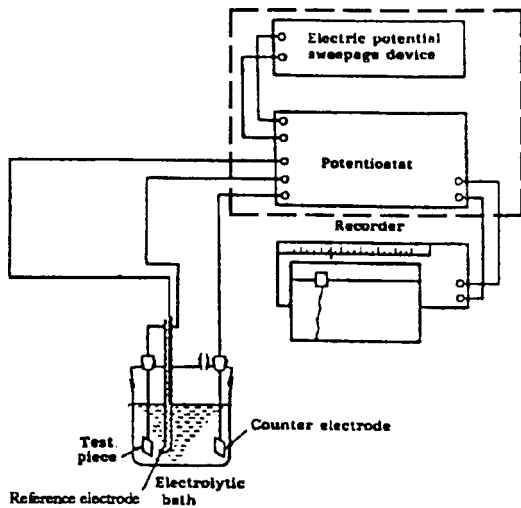 Electric potential
sweepage device
Potentiostat
Recorder
Counter electrode
Test
piece
Electrolytic
bath
Reference electrode